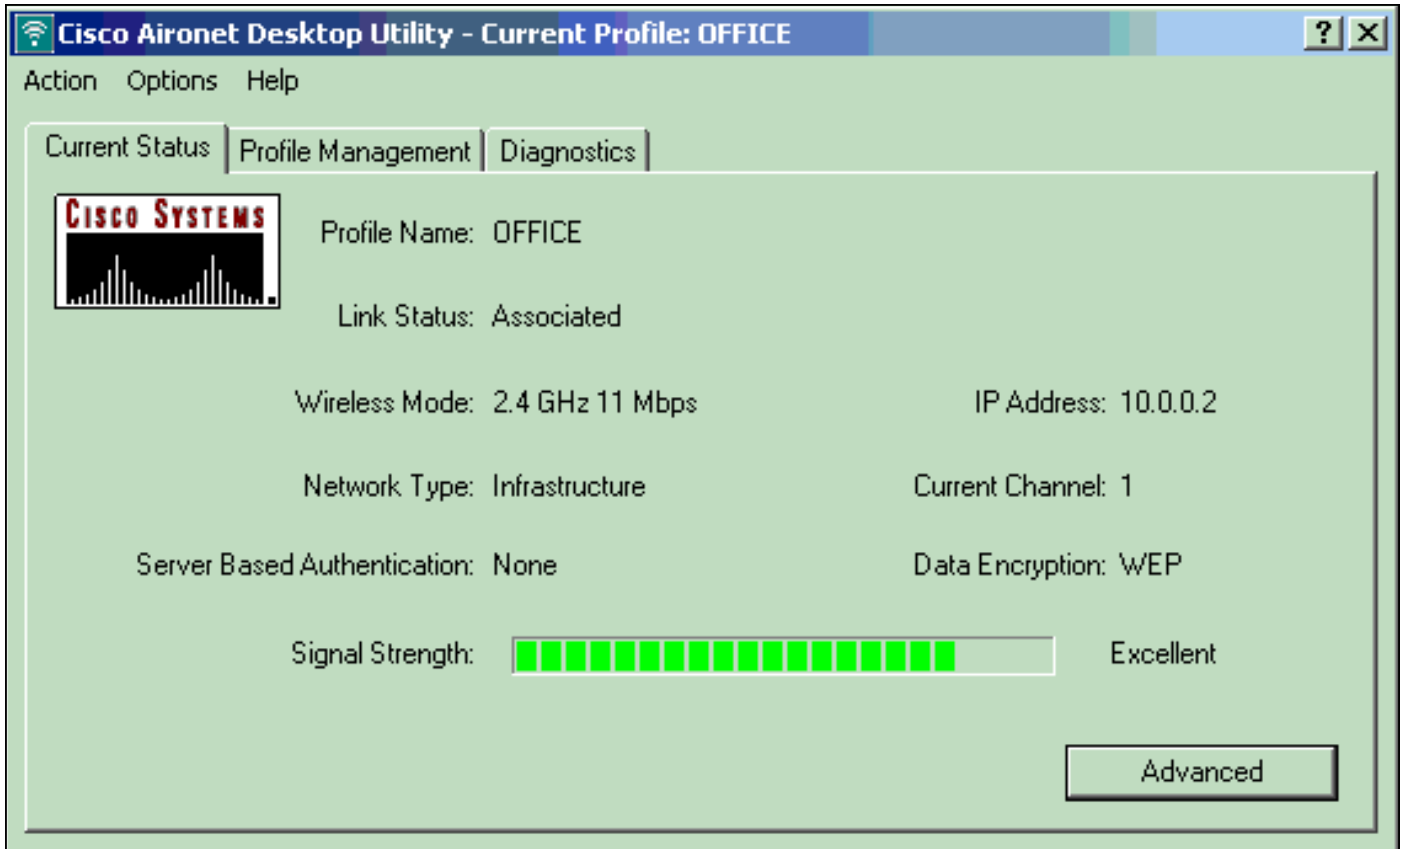 Cisco Aironet Desktop Utility - Current Profile: OFFICE
Action Options Help
Current Status Profile Management Diagnostics
CISCO SYSTEMS
Profile Name: OFFICE
Link Status: Associated
Wireless Mode: 2.4 GHz 11 Mbps IP Address: 10.0.0.2
Network Type: Infrastructure Current Channel: 1
Server Based Authentication: None Data Encryption: WEP
Signal Strength: Excellent
Advanced